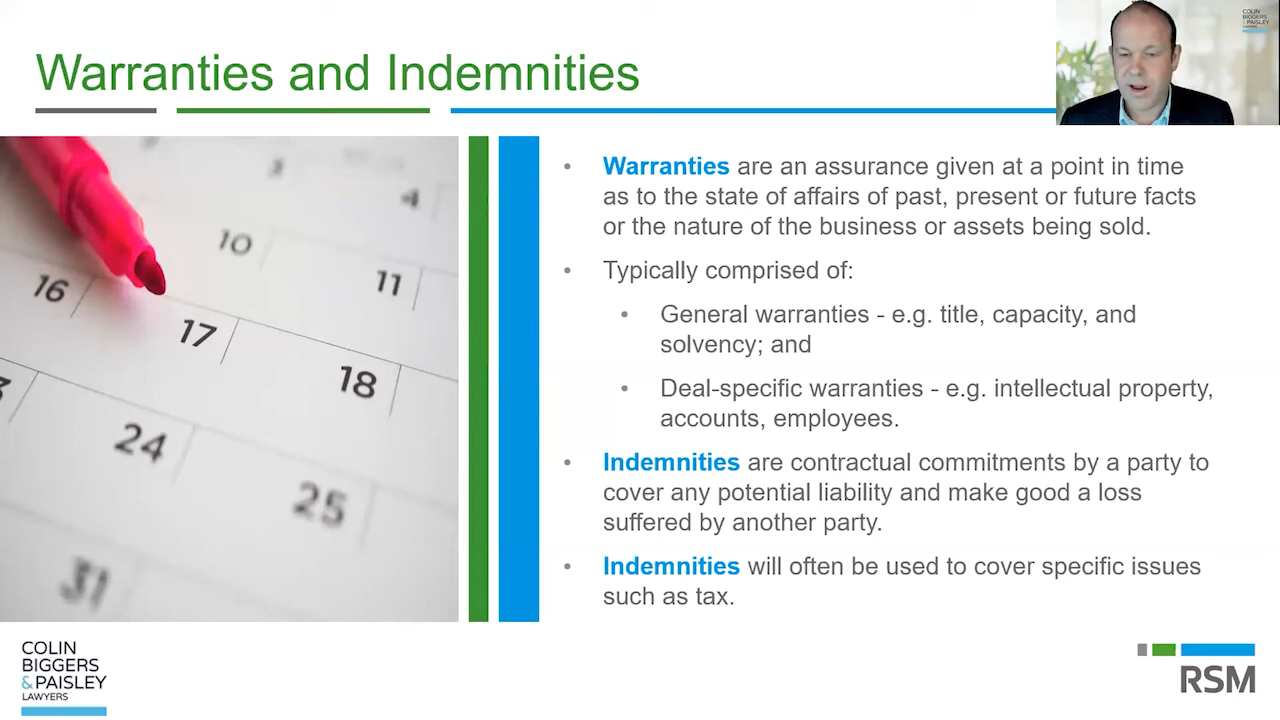 Warranties and Indemnities
COLIN
BIGGERS
& PAISLEY
LAWYERS
3
4
10
11
16
17
18
24
25
31
• Warranties are an assurance given at a point in time
as to the state of affairs of past, present or future facts
or the nature of the business or assets being sold.
• Typically comprised of:
• General warranties - e.g. title, capacity, and
solvency; and
• Deal-specific warranties - e.g. intellectual property,
accounts, employees.
• Indemnities are contractual commitments by a party to
cover any potential liability and make good a loss
suffered by another party.
• Indemnities will often be used to cover specific issues
such as tax.
COLIN
BIGGERS
&PAISLEY
LAWYERS
RSM